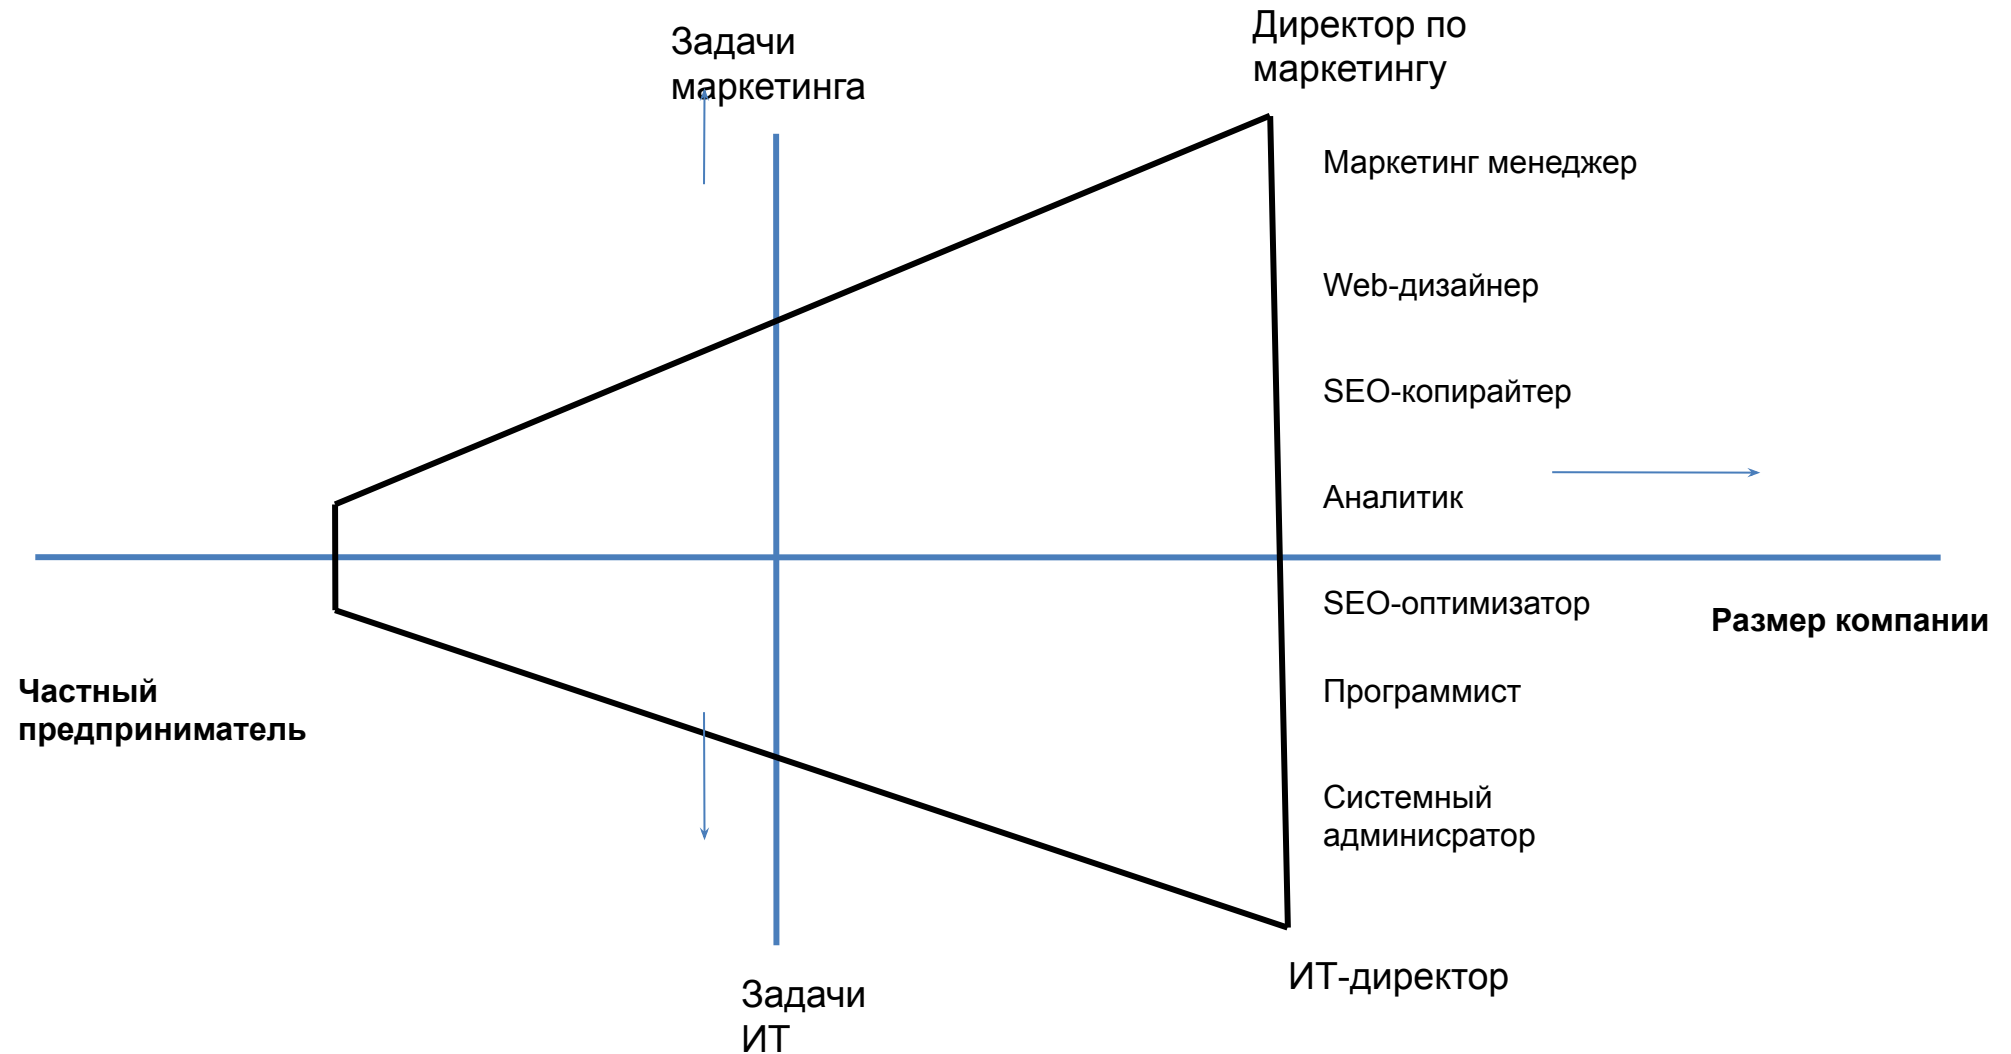 Задачи
маркетинга
Директор по
маркетингу
Маркетинг менеджер
Web-дизайнер
SEO-копирайтер
Аналитик
SEO-оптимизатор
Размер компании
Частный
предприниматель
Программист
Системный
админисратор
ИТ-директор
Задачи
ИТ